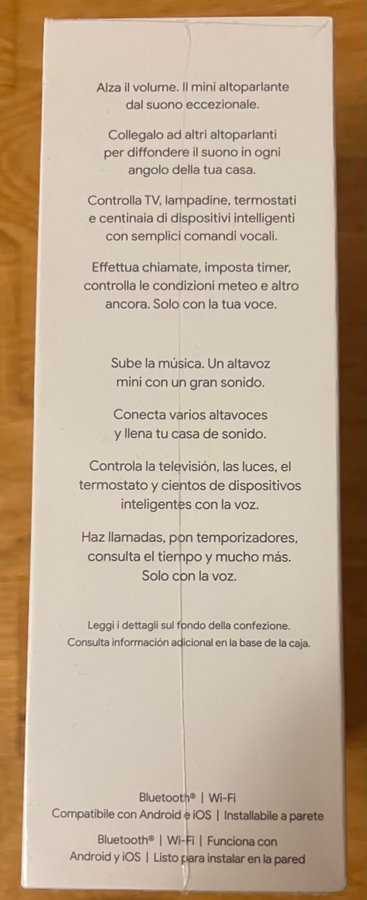 Alza il volume. Il mini altoparlante
dal suono eccezionale.
Collegalo ad altri altoparlanti
per diffondere il suono in ogni
angolo della tua casa.
Controlla TV, lampadine, termostati
e centinaia di dispositivi intelligenti
con semplici comandi vocali.
Effettua chiamate, imposta timer,
controlla le condizioni meteo e altro
ancora. Solo con la tua voce.
Sube la música. Un altavoz
mini con un gran sonido.
Conecta varios altavoces
y llena tu casa de sonido.
Controla la televisión, las luces, el
termostato y cientos de dispositivos
inteligentes con la voz.
Haz llamadas, pon temporizadores,
consulta el tiempo y mucho más.
Solo con la voz.
Leggi i dettagli sul fondo della confezione.
Consulta información adicional en la base de la caja.
Bluetooth® | Wi-Fi
Compatibile con Android e iOS | Installabile a parete
Bluetooth® | Wi-Fi | Funciona con
Android y iOS | Listo para instalar en la pared